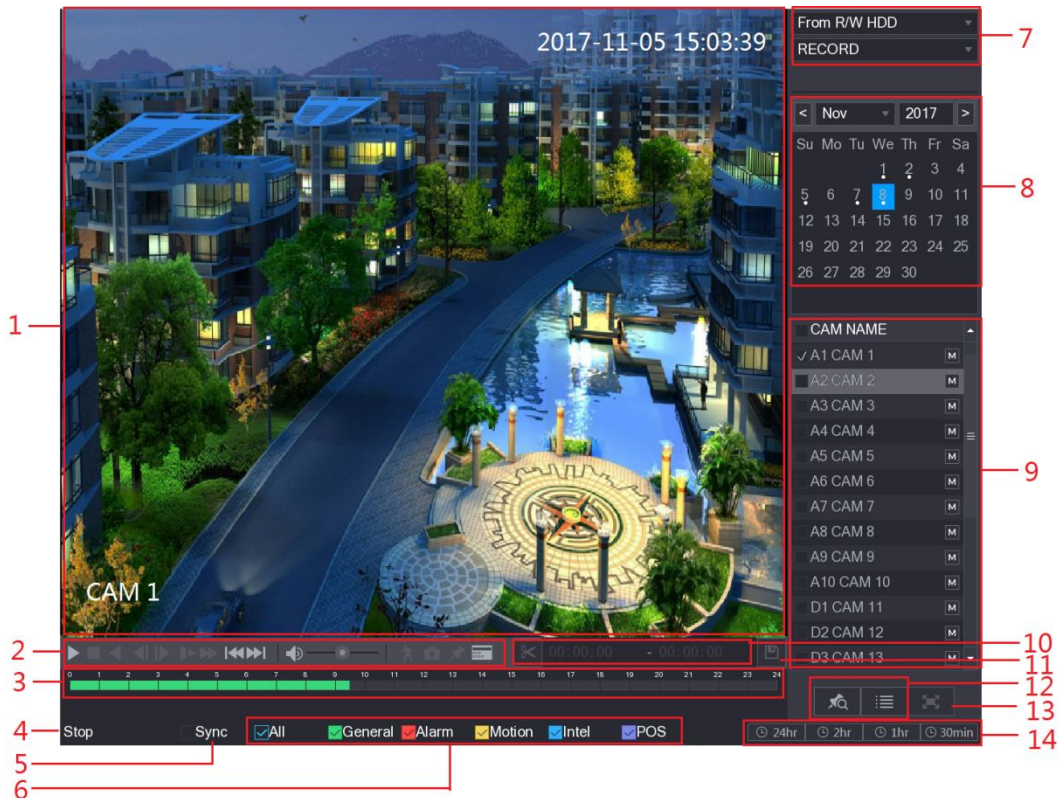 2017-11-05 15:03:39
CAM 1
From R/W HDD
RECORD
< Nov 2017 >
Su Mo Tu We Th Fr Sa
1 2 3 4
5 6 7 8 9 10 11
12 13 14 15 16 17 18
19 20 21 22 23 24 25
26 27 28 29 30
CAM NAME
A1 CAM 1 M
A2 CAM 2 M
A3 CAM 3 M
A4 CAM 4 M
A5 CAM 5 M
A6 CAM 6 M
A7 CAM 7 M
A8 CAM 8 M
A9 CAM 9 M
A10 CAM 10 M
D1 CAM 11 M
D2 CAM 12 M
D3 CAM 13 M
00:00:00 - 00:00:00
0 1 2 3 4 5 6 7 8 9 10 11 12 13 14 15 16 17 18 19 20 21 22 23 24
Stop
Sync
All General Alarm Motion Intel POS
24hr 2hr 1hr 30min
1
2
3
4
5
6
7
8
9
10
11
12
13
14